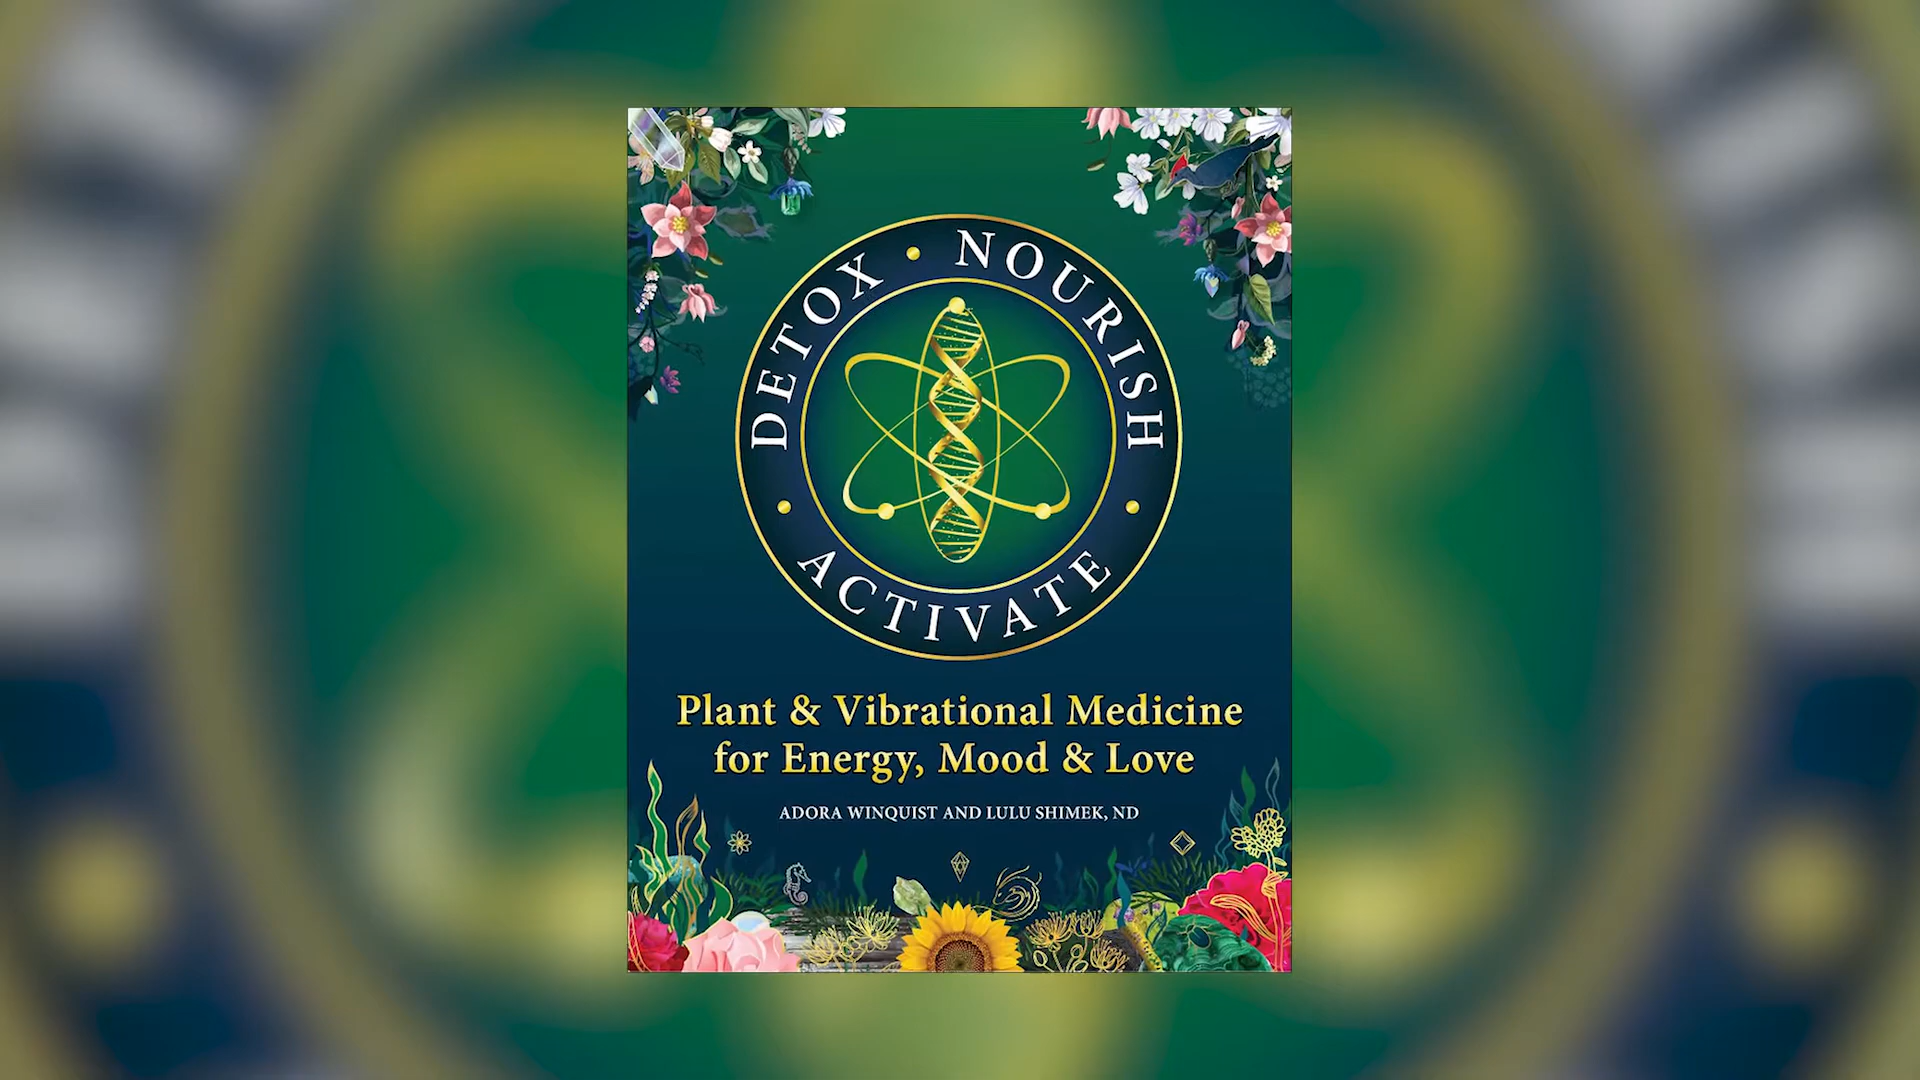 DETOX • NOURISH
• ACTIVATE •
Plant & Vibrational Medicine
for Energy, Mood & Love
ADORA WINQUIST AND LULU SHIMEK, ND